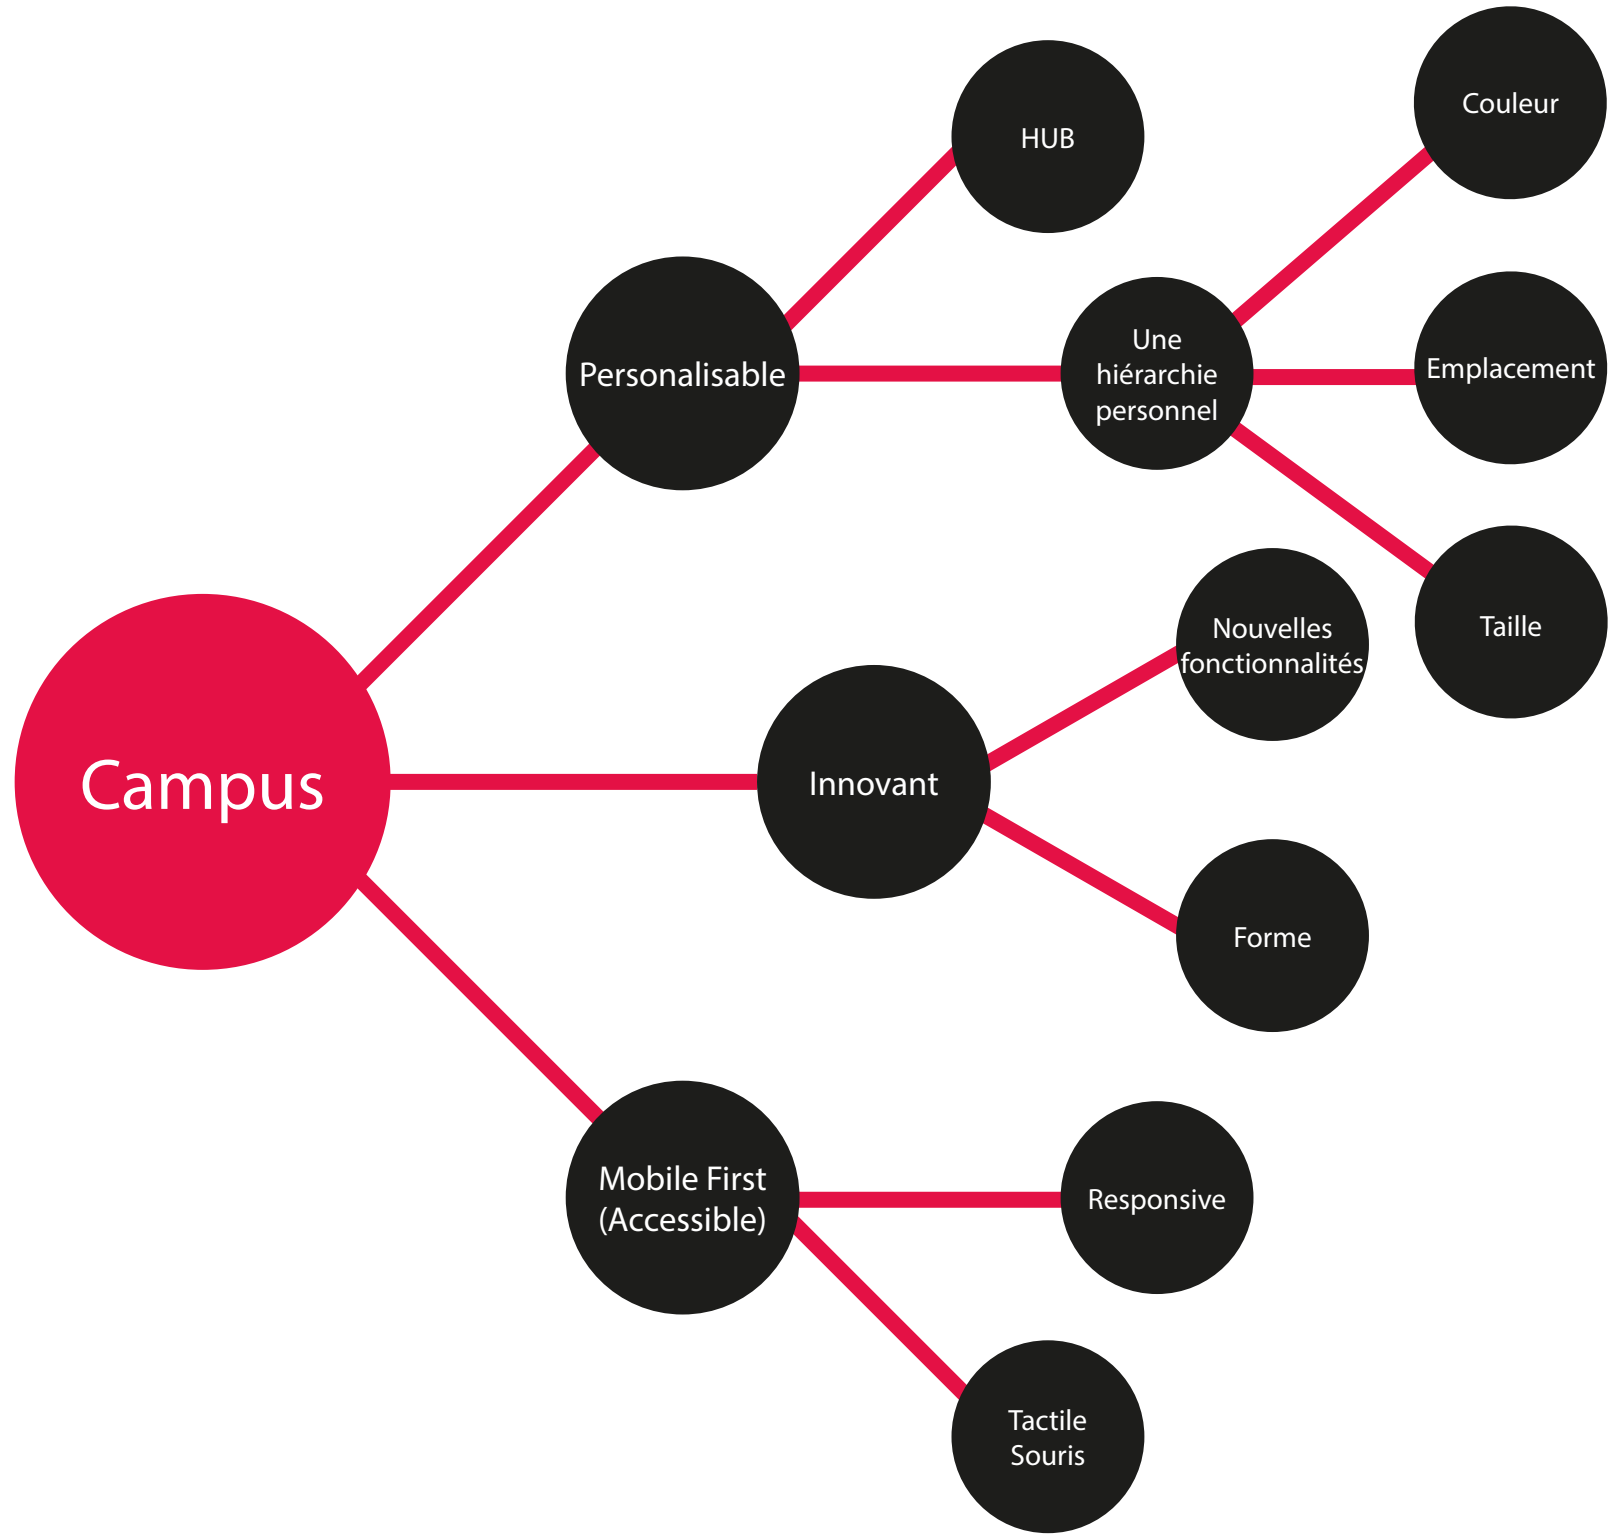 Campus
Personalisable
HUB
Une
hiérarchie
personnel
Couleur
Emplacement
Taille
Innovant
Nouvelles
fonctionnalités
Forme
Mobile First
(Accessible)
Responsive
Tactile
Souris